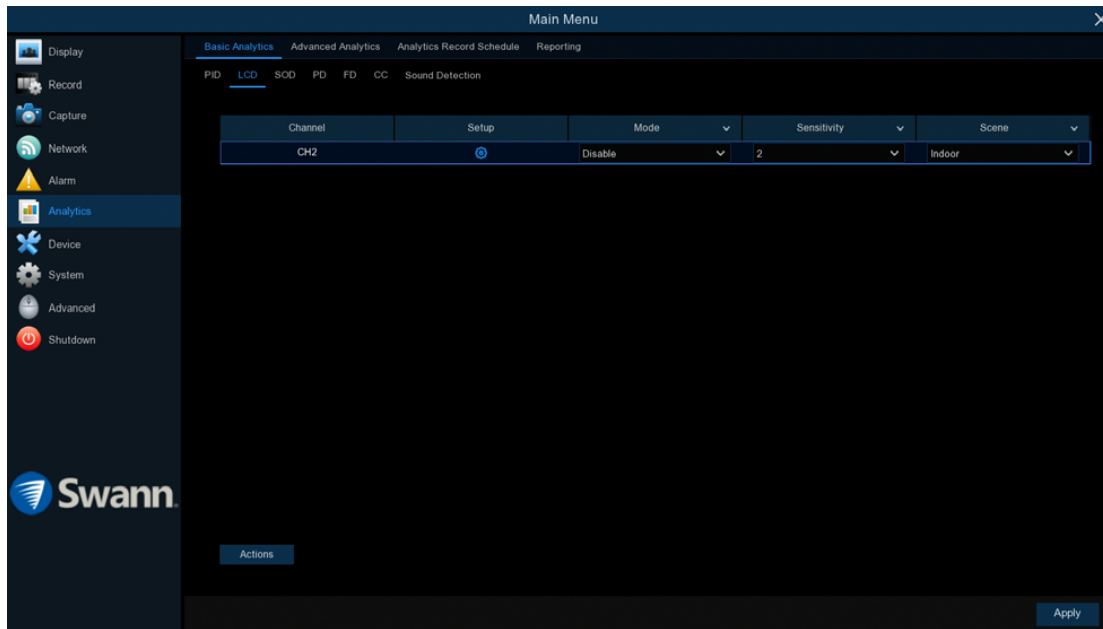 Main Menu
Display
Record
Capture
Network
Alarm
Analytics
Device
System
Advanced
Shutdown
Swann
Basic Analytics Advanced Analytics Analytics Record Schedule Reporting
PID LCD SOD PD FD CC Sound Detection
Channel Setup Mode Sensitivity Scene
CH2 Disable 2 Indoor
Actions
Apply